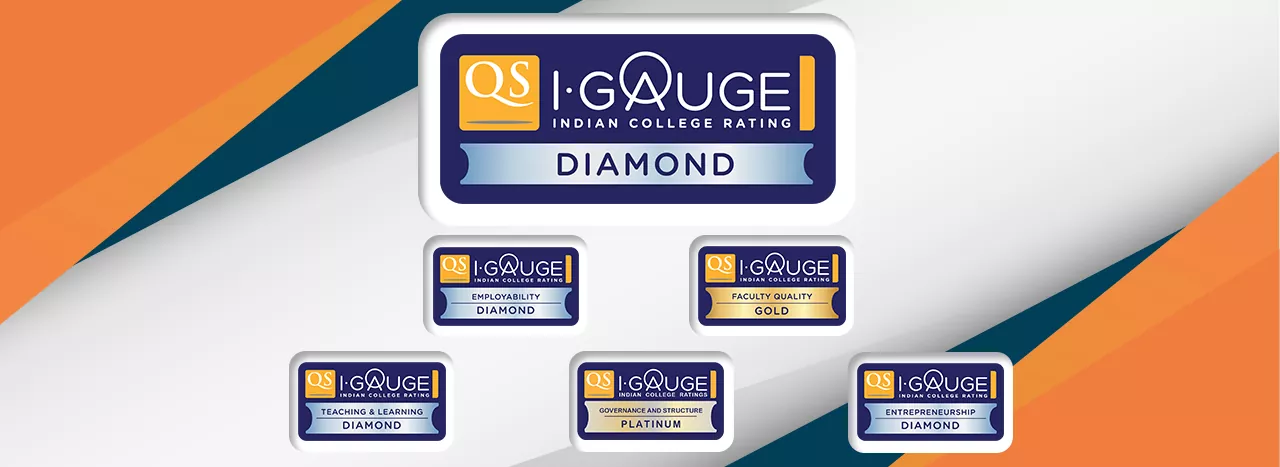 QS I·GAUGE
INDIAN COLLEGE RATING
DIAMOND
QS I·GAUGE
INDIAN COLLEGE RATING
EMPLOYABILITY
DIAMOND
QS I·GAUGE
INDIAN COLLEGE RATING
FACULTY QUALITY
GOLD
QS I·GAUGE
INDIAN COLLEGE RATING
TEACHING & LEARNING
DIAMOND
QS I·GAUGE
INDIAN COLLEGE RATINGS
GOVERNANCE AND STRUCTURE
PLATINUM
QS I·GAUGE
INDIAN COLLEGE RATING
ENTREPRENEURSHIP
DIAMOND